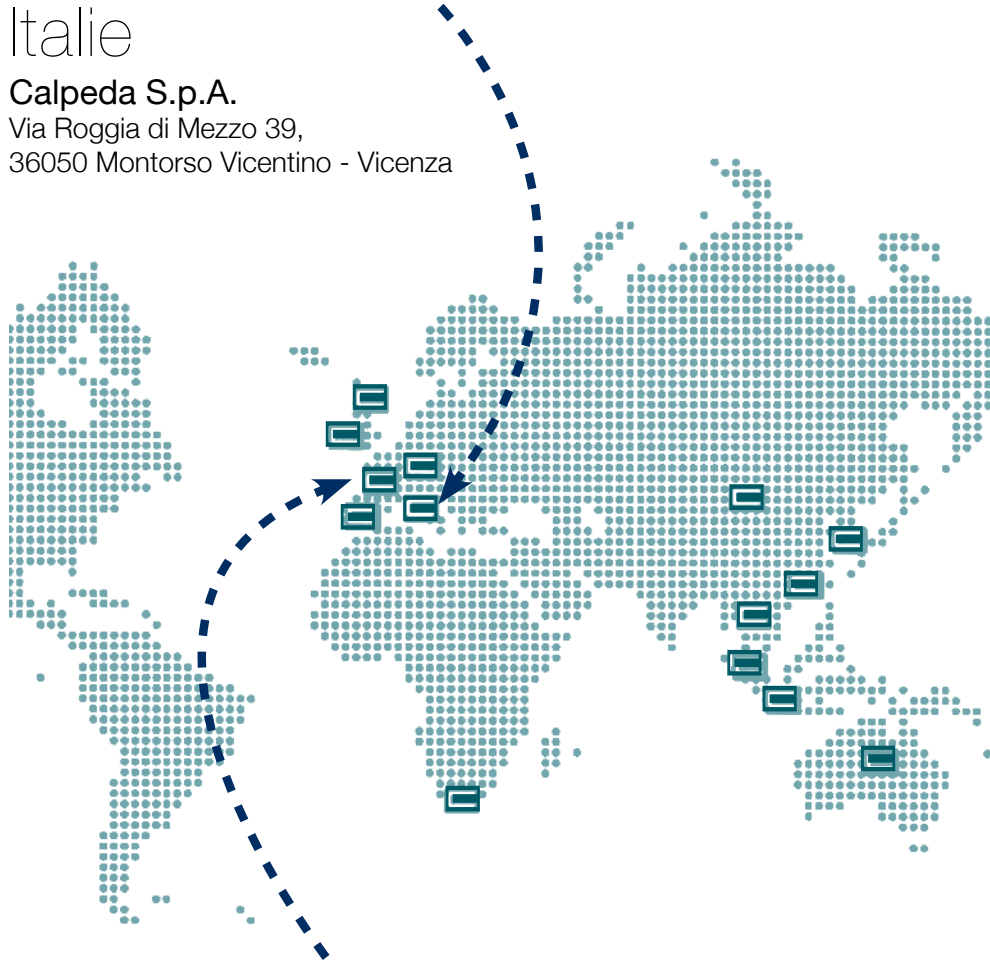 Italie
Calpeda S.p.A.
Via Roggia di Mezzo 39,
36050 Montorso Vicentino - Vicenza